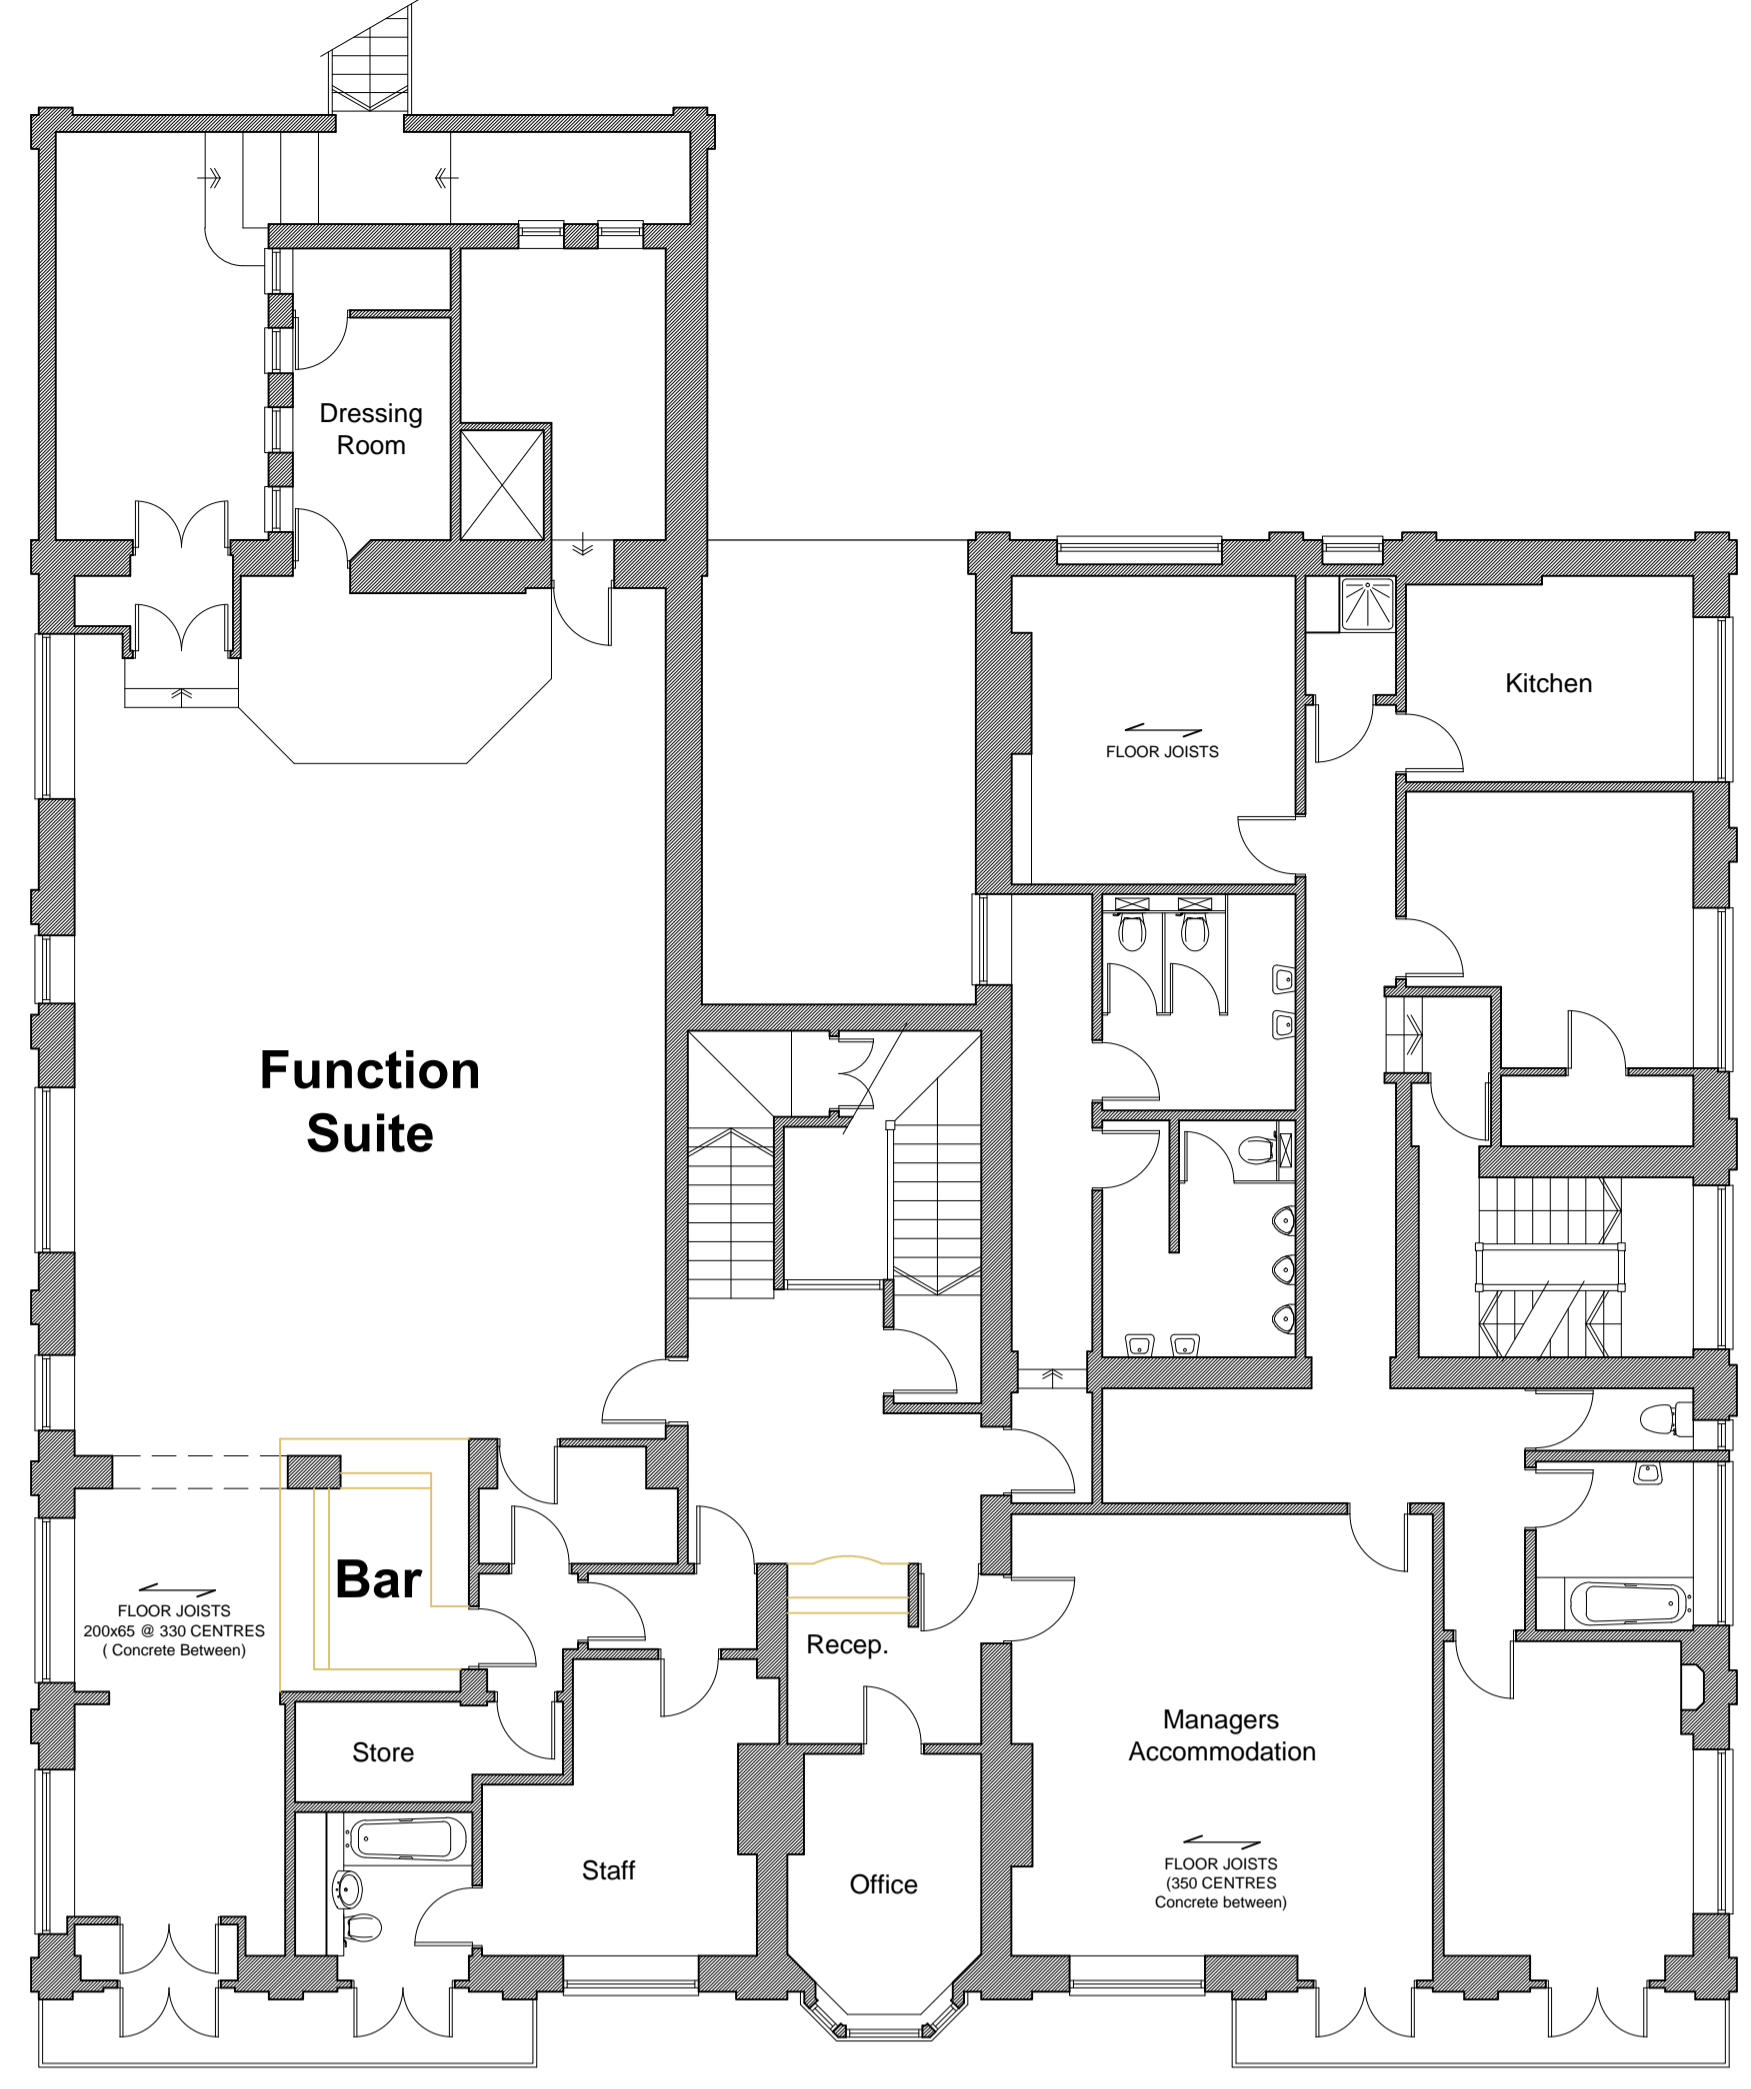 Dressing
Room
Kitchen
FLOOR JOISTS
Function
Suite
Bar
FLOOR JOISTS
200x65 @ 330 CENTRES
( Concrete Between)
Recep.
Managers
Accommodation
Store
Staff
Office
FLOOR JOISTS
(350 CENTRES
Concrete between)